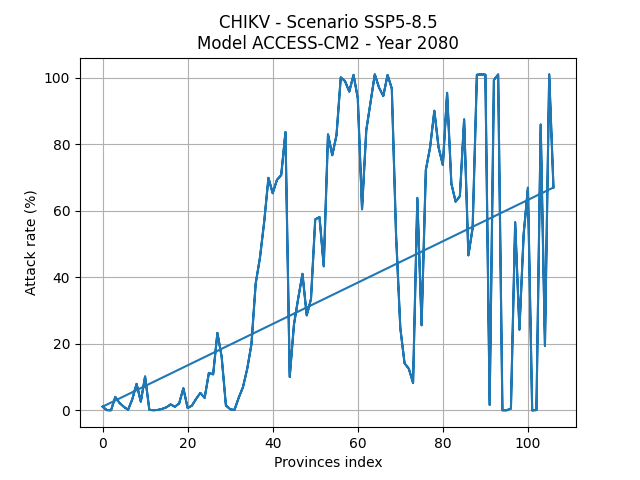 CHIKV - Scenario SSP5-8.5
Model ACCESS-CM2 - Year 2080
100
80
60
40
20
0
Attack rate (%)
0 20 40 60 80 100
Provinces index